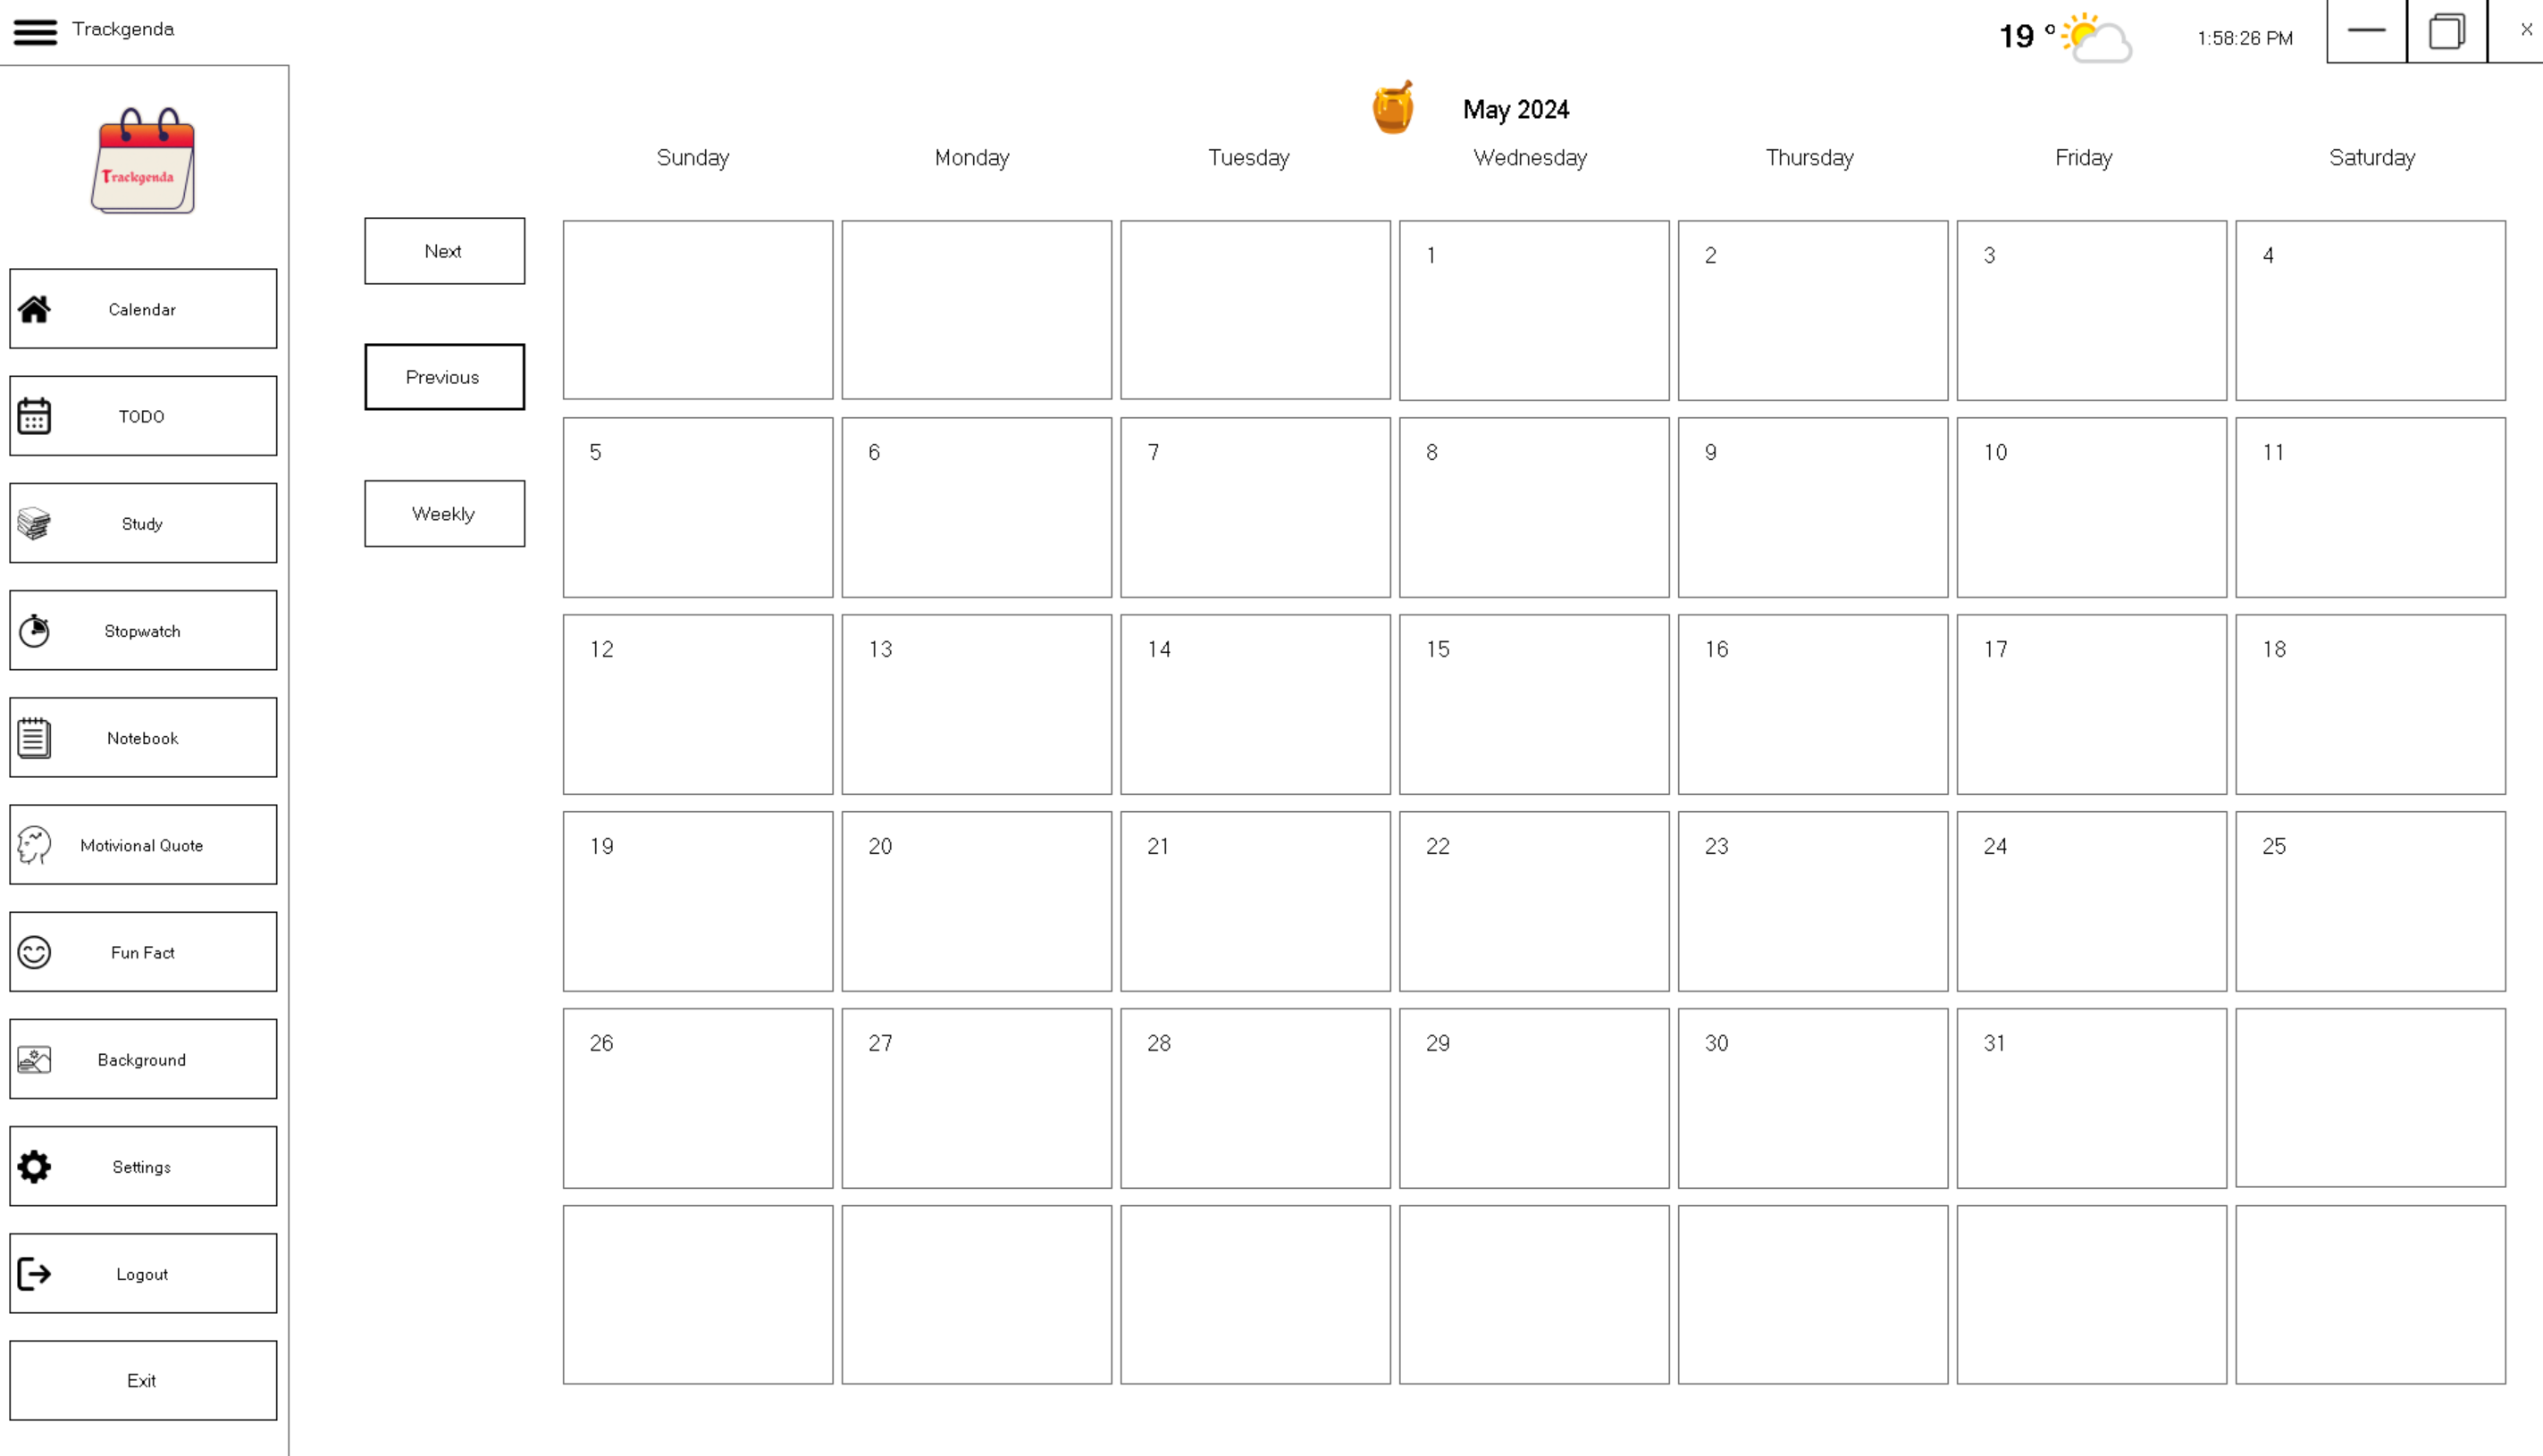 Trackgenda
19 °
1:58:26 PM
X
Trackgenda
May 2024
Sunday Monday Tuesday Wednesday Thursday Friday Saturday
Next
Previous
Weekly
Calendar
TODO
Study
Stopwatch
Notebook
Motivional Quote
Fun Fact
Background
Settings
Logout
Exit
1 2 3 4
5 6 7 8 9 10 11
12 13 14 15 16 17 18
19 20 21 22 23 24 25
26 27 28 29 30 31